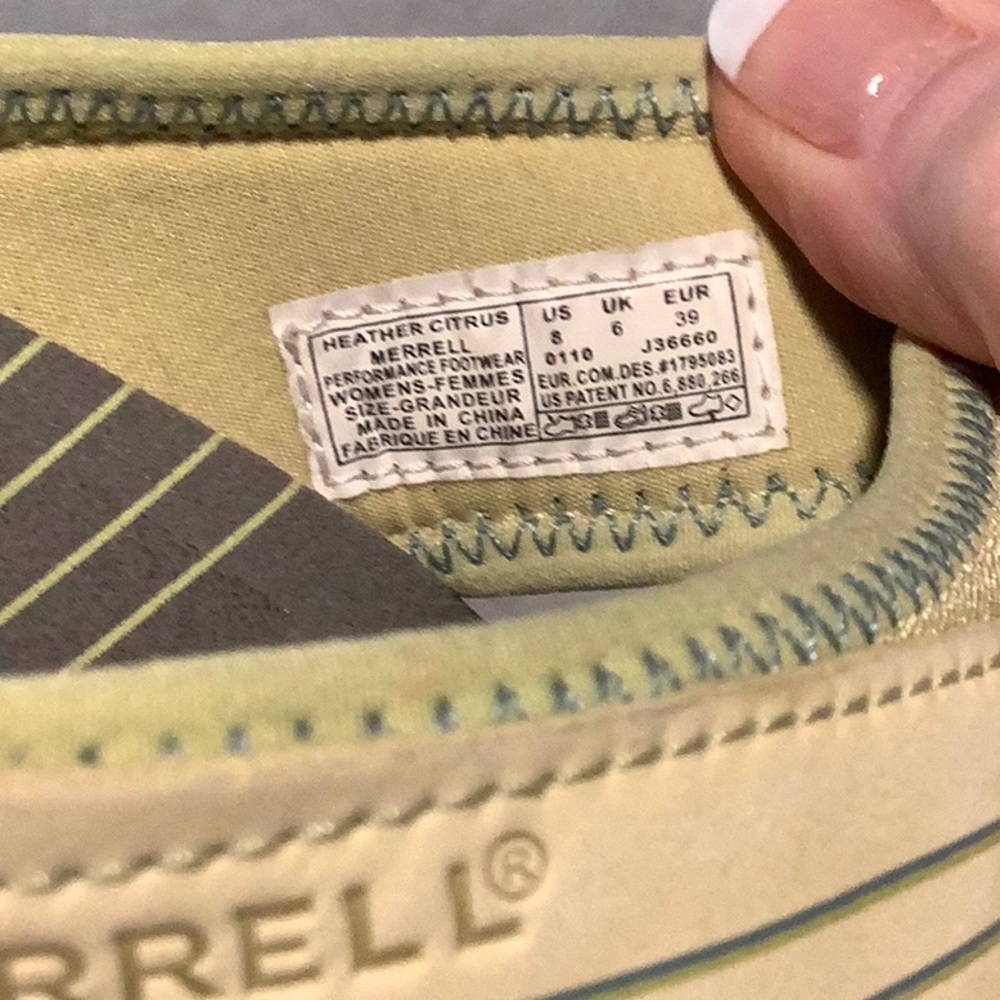 HEATHER CITRUS
MERRELL
PERFORMANCE FOOTWEAR
WOMENS-FEMMES
SIZE-GRANDEUR
MADE IN CHINA
FABRIQUE EN CHINE
US UK EUR
8 6 39
0110 J36660
EUR.COM.DES.#1795083
US PATENT NO.6,880,266
RRELL®